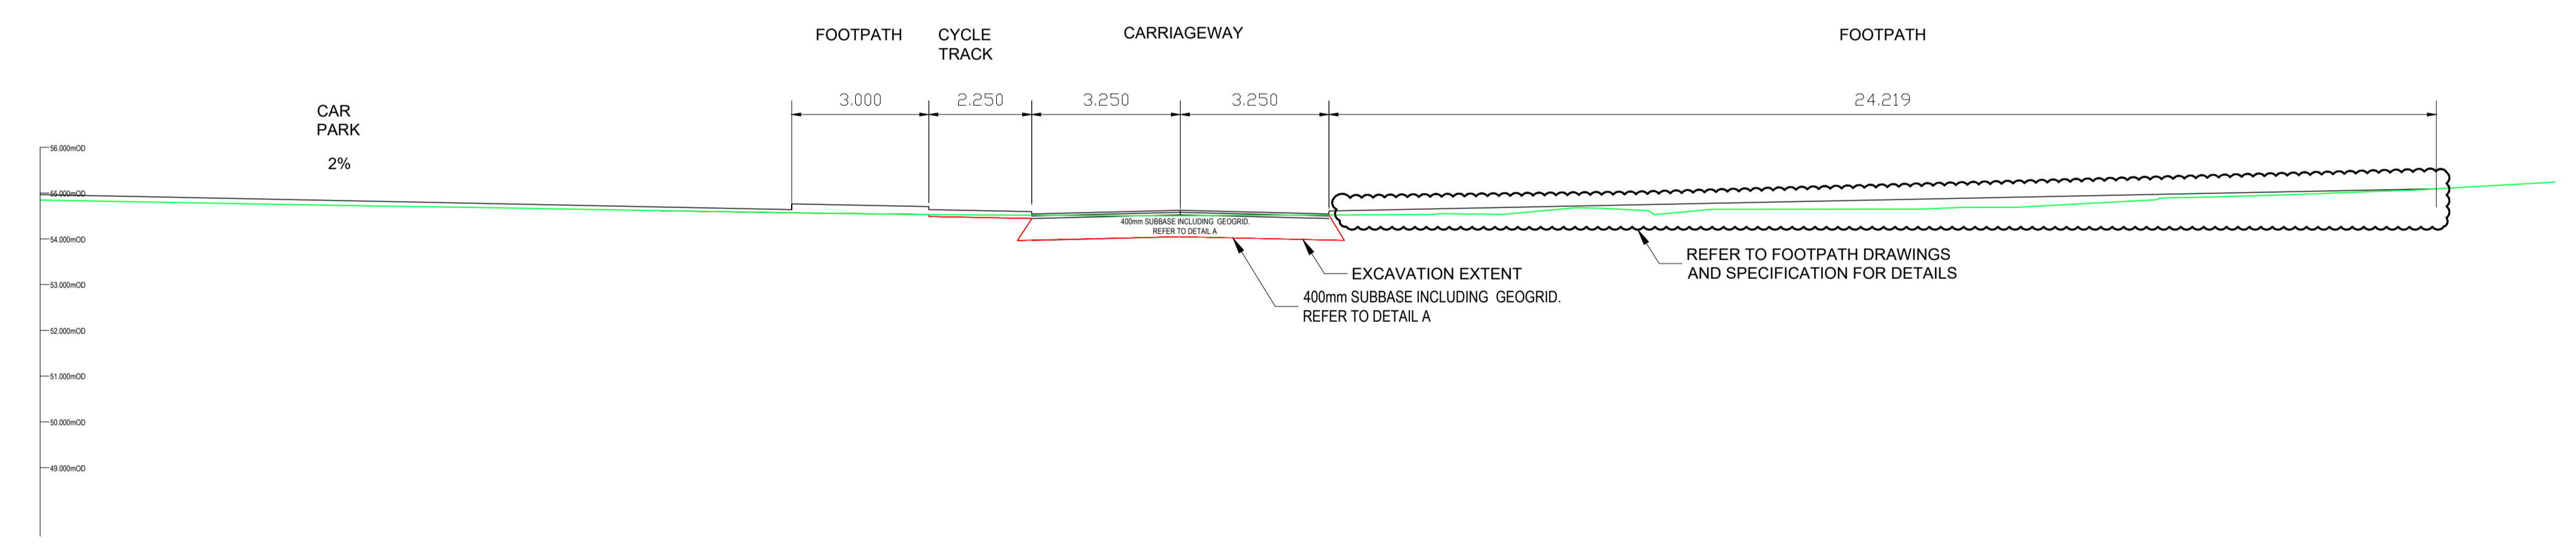 FOOTPATH
CYCLE
TRACK
CARRIAGEWAY
FOOTPATH
3.000
2.250
3.250
3.250
24.219
CAR
PARK
2%
56.000mOD
55.000mOD
54.000mOD
53.000mOD
52.000mOD
51.000mOD
50.000mOD
49.000mOD
400mm SUBBASE INCLUDING GEOGRID.
REFER TO DETAIL A
EXCAVATION EXTENT
400mm SUBBASE INCLUDING GEOGRID.
REFER TO DETAIL A
REFER TO FOOTPATH DRAWINGS
AND SPECIFICATION FOR DETAILS